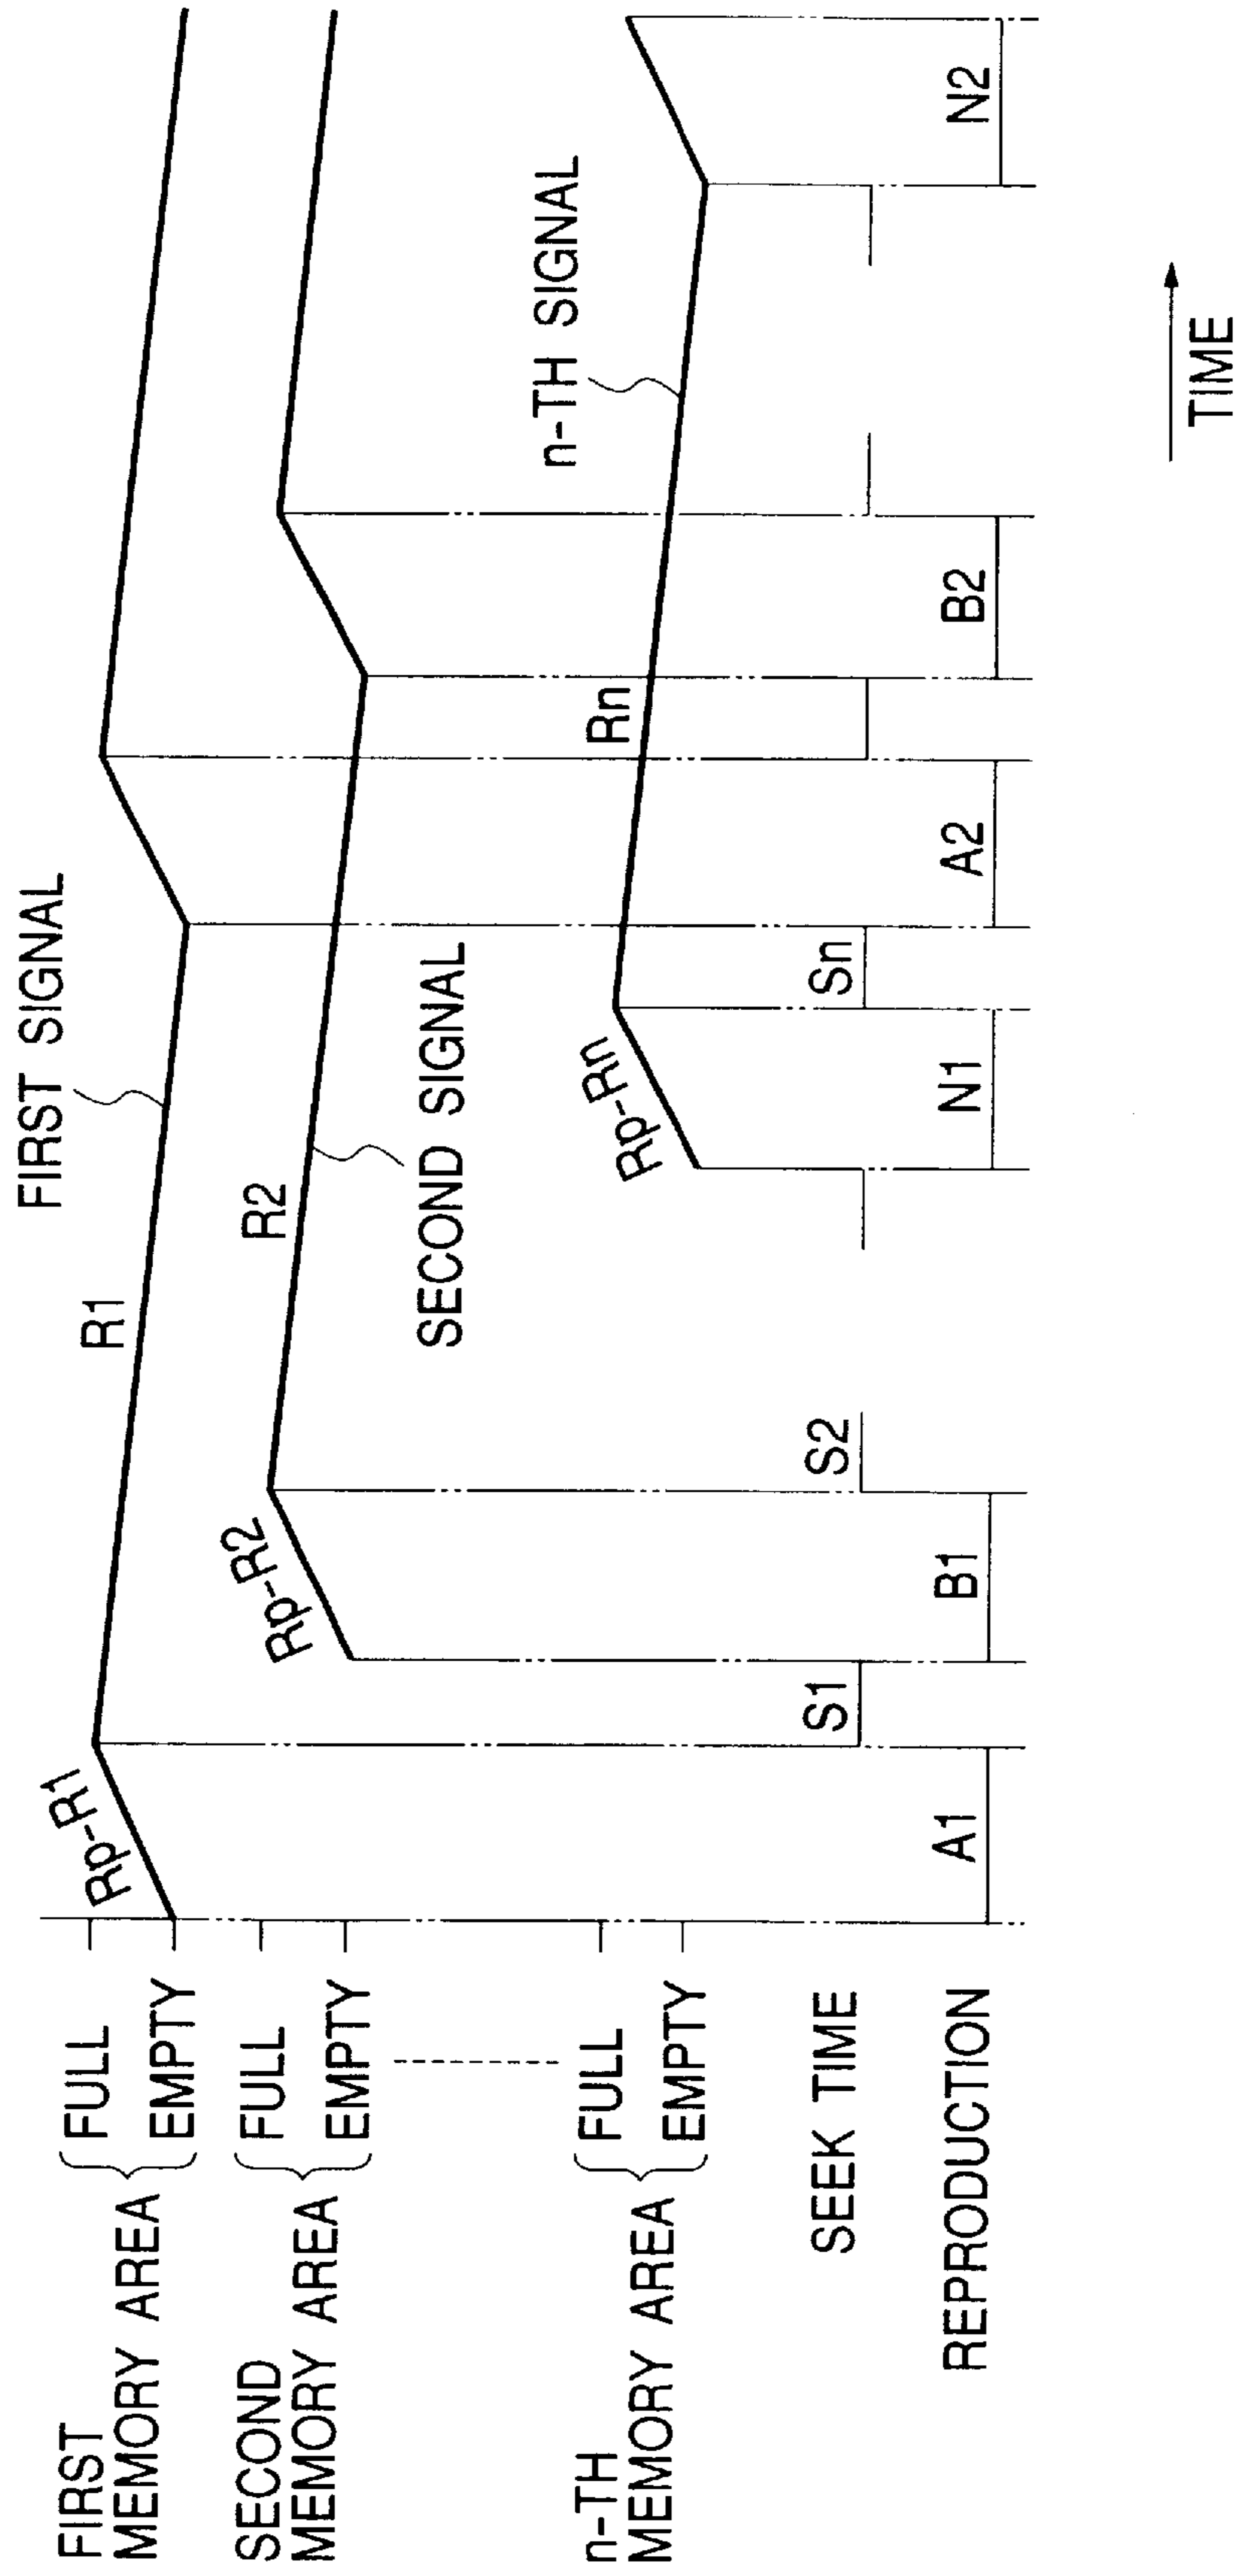 FIRST
MEMORY AREA
FULL
EMPTY
SECOND
MEMORY AREA
FULL
EMPTY
n-TH
MEMORY AREA
FULL
EMPTY
SEEK TIME
REPRODUCTION
Rp-R1
R1
FIRST SIGNAL
Rp-R2
R2
SECOND SIGNAL
Rp-Rn
Rn
n-TH SIGNAL
S1
S2
Sn
A1
B1
N1
A2
B2
N2
TIME